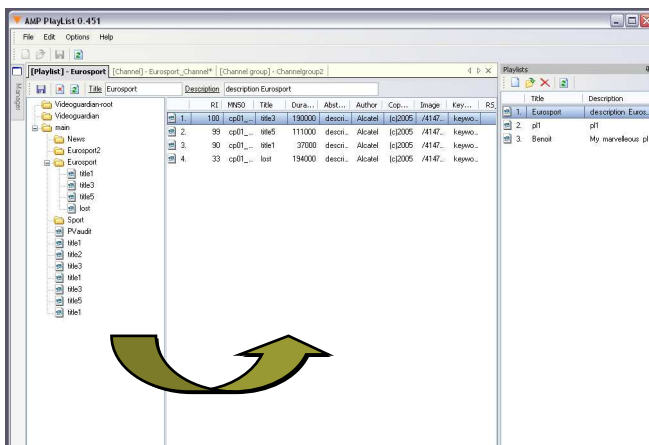 AMP PlayList 0.451
File Edit Options Help
[Playlist] - Eurosport [Channel] - Eurosport_Channel* [Channel group] - Channelgroup2
Playlists
Manager
Title Eurosport Description description Eurosport
Videoguardian-root
Videoguardian
main
News
Eurosport2
Eurosport
title1
title3
title5
lost
Sport
PVaudit
title1
title2
title3
title1
title3
title5
title1
RI MN50 Title Dura... Abst... Author Cop... Image Key... RS_
1. 100 cp01_... title3 190000 descri... Alcatel (c)2005 /4147... keywo...
2. 99 cp01_... title5 111000 descri... Alcatel (c)2005 /4147... keywo...
3. 90 cp01_... title1 37000 descri... Alcatel (c)2005 /4147... keywo...
4. 33 cp01_... lost 194000 descri... Alcatel (c)2005 /4147... keywo...
Title Description
1. Eurosport description Euros...
2. pl1 pl1
3. Benoit My marvelleous pl